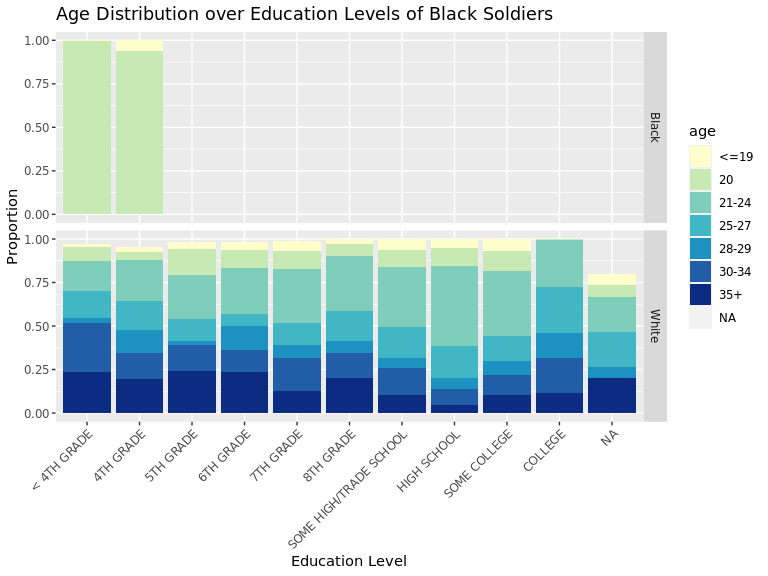 Age Distribution over Education Levels of Black Soldiers
Proportion
1.00
0.75
0.50
0.25
0.00
Black
1.00
0.75
0.50
0.25
0.00
White
< 4TH GRADE
4TH GRADE
5TH GRADE
6TH GRADE
7TH GRADE
8TH GRADE
SOME HIGH/TRADE SCHOOL
HIGH SCHOOL
SOME COLLEGE
COLLEGE
NA
Education Level
age
<=19
20
21-24
25-27
28-29
30-34
35+
NA